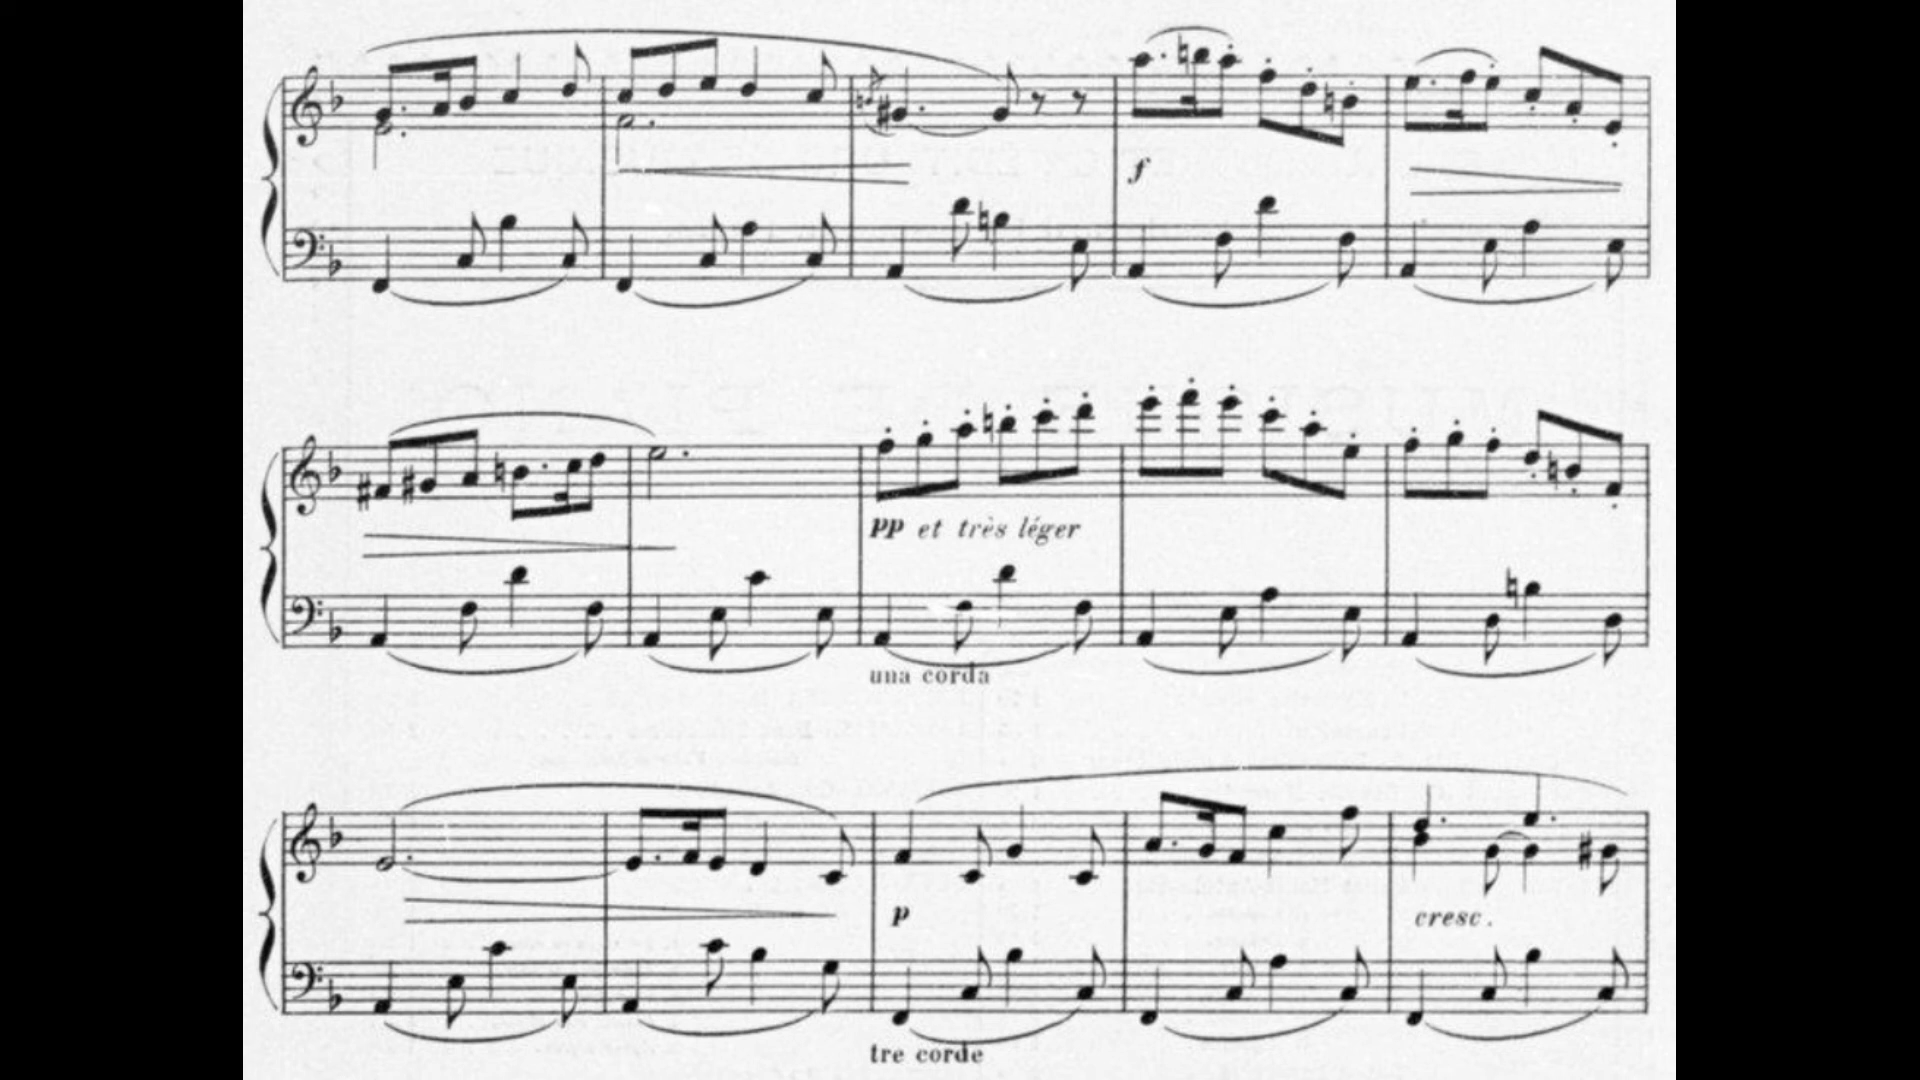 f
pp et très léger
una corda
p
cresc.
tre corde